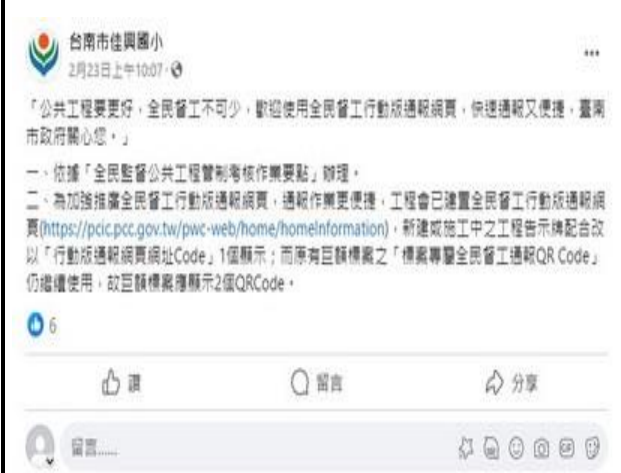 台南市佳興國小
2月23日上午10:07 ·
「公共工程要更好，全民督工不可少，歡迎使用全民督工行動版通報網頁，快速通報又便捷，臺南
市政府關心您。」
一、依據「全民監督公共工程管制考核作業要點」辦理。
二、為加強推廣全民督工行動版通報網頁，通報作業更便捷，工程會已建置全民督工行動版通報網
頁(https://pcic.pcc.gov.tw/pwc-web/home/homeInformation)，新建或施工中之工程告示牌配合改
以「行動版通報網頁網址Code」1個顯示；而原有巨額標案之「標案專屬全民督工通報QR Code」
仍繼續使用，故巨額標案應顯示2個QRCode。
6
讚 留言 分享
留言......
GIF